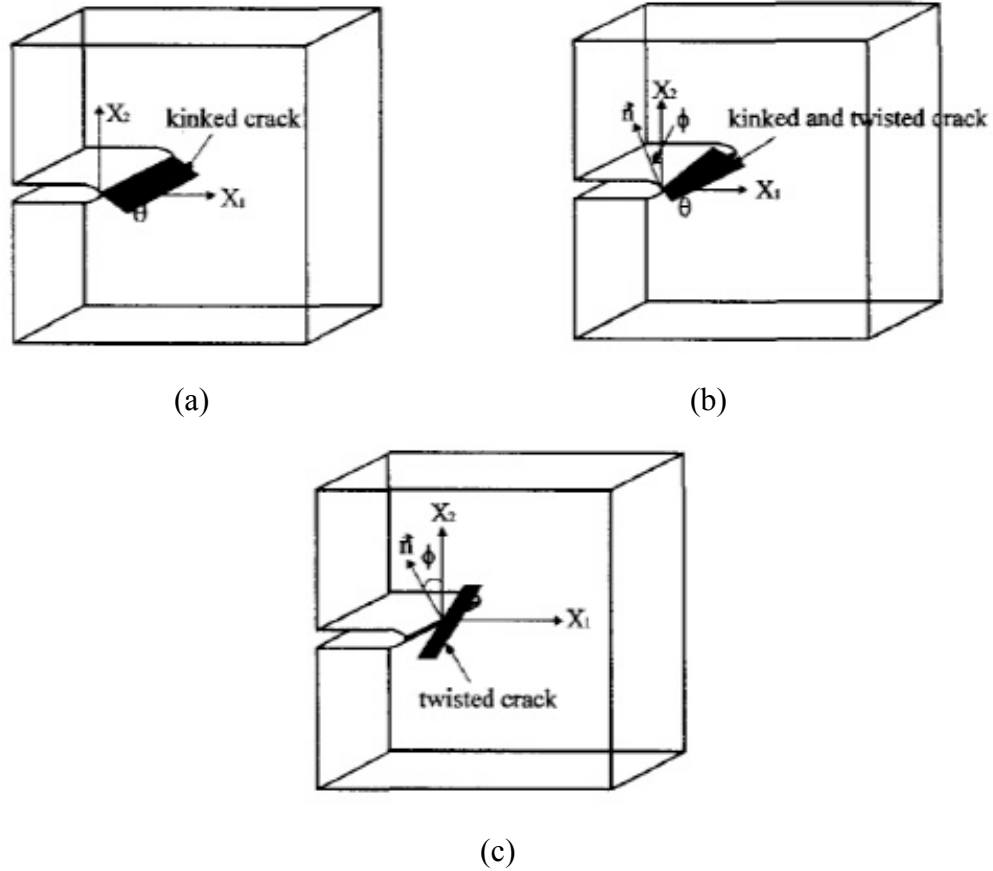 X₂
kinked crack
X₁
θ
(a)
X₂
n⃗
ϕ
kinked and twisted crack
X₁
θ
(b)
X₂
n⃗
ϕ
X₁
twisted crack
(c)